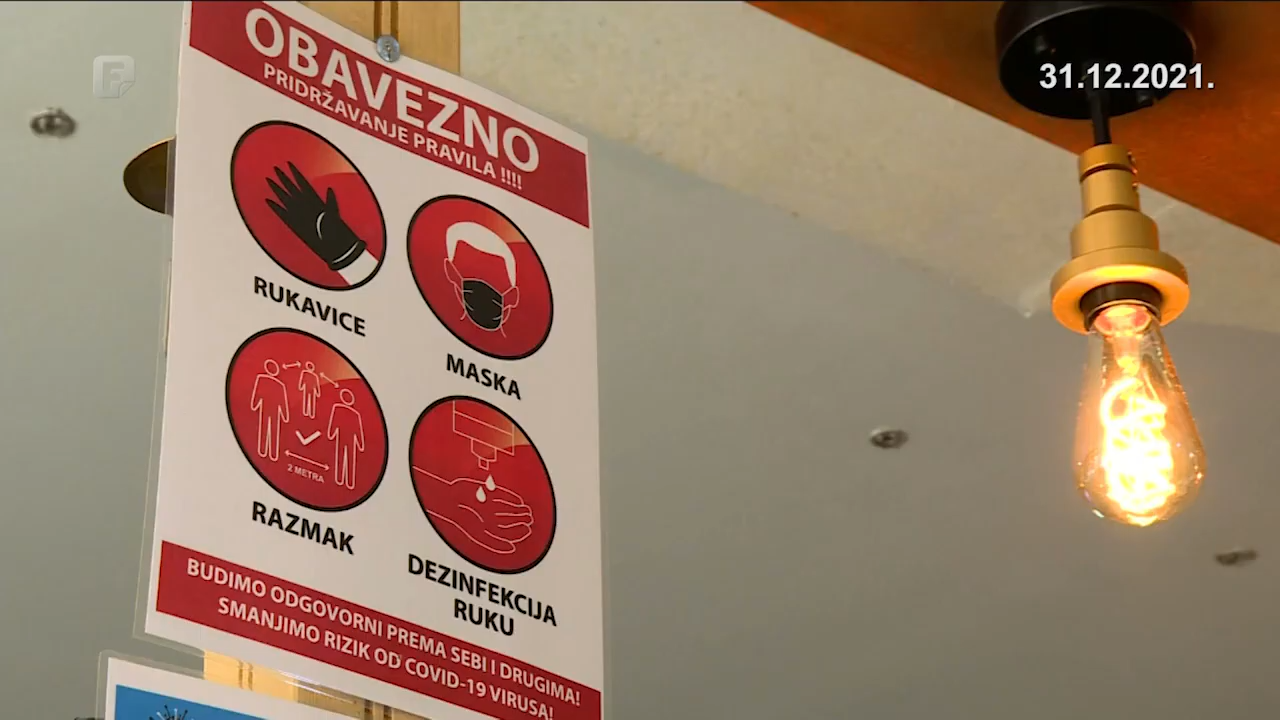 31.12.2021.
OBAVEZNO
PRIDRŽAVANJE PRAVILA !!!!
RUKAVICE
MASKA
2 METRA
RAZMAK
DEZINFEKCIJA
RUKU
BUDIMO ODGOVORNI PREMA SEBI I DRUGIMA!
SMANJIMO RIZIK OD COVID-19 VIRUSA!